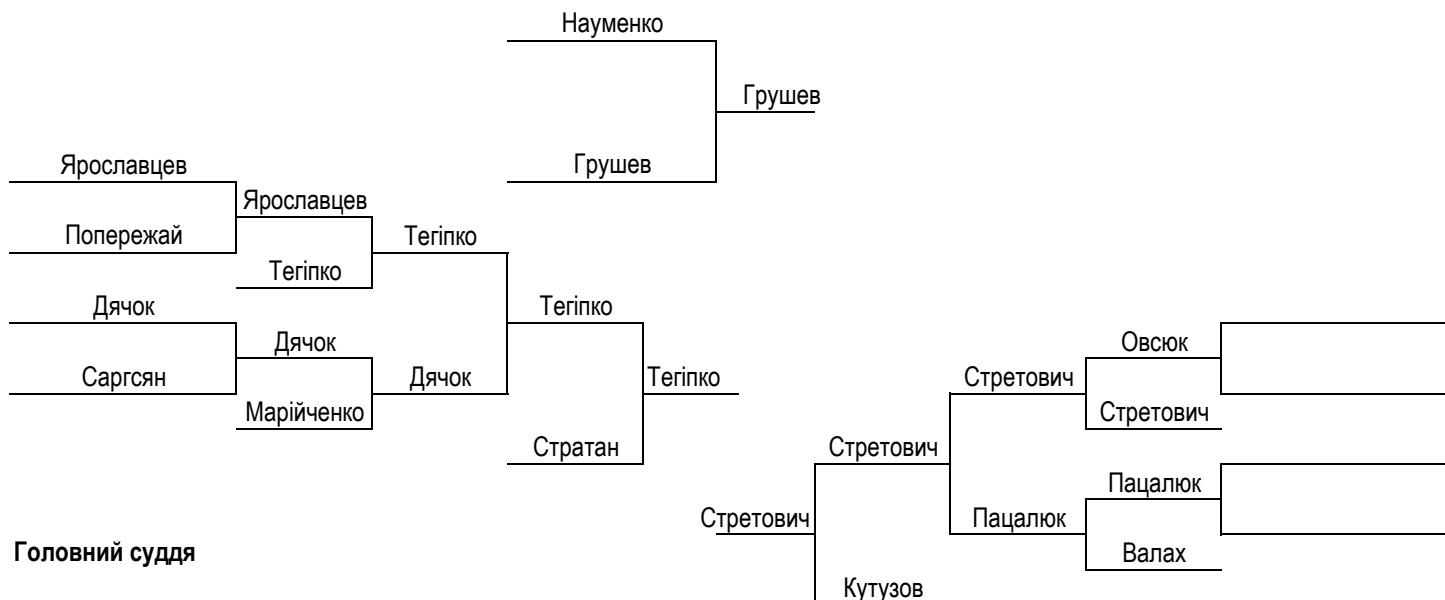 Науменко
Грушев
Грушев
Ярославцев
Ярославцев
Попережай
Тегіпко
Тегіпко
Дячок
Тегіпко
Дячок
Овсюк
Саргсян
Дячок
Тегіпко
Стретович
Марійченко
Стретович
Стратан
Стретович
Пацалюк
Стретович
Пацалюк
Головний суддя
Валах
Кутузов